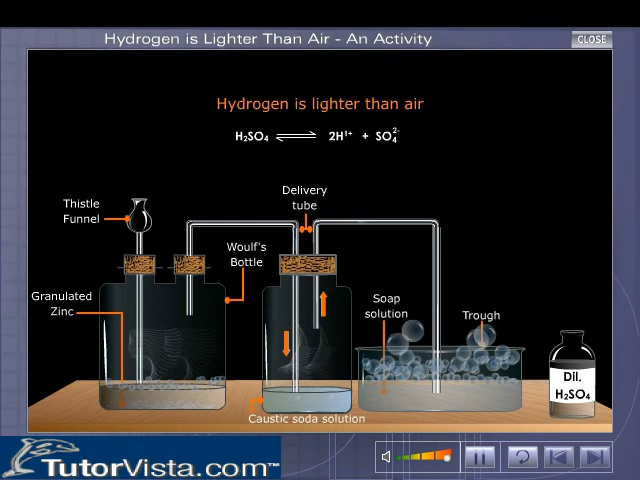 Hydrogen is Lighter Than Air - An Activity
CLOSE
Hydrogen is lighter than air
H₂SO₄ ⇌ 2H¹⁺ + SO₄²⁻
Delivery
tube
Thistle
Funnel
Woulf's
Bottle
Granulated
Zinc
Soap
solution
Trough
Dil.
H₂SO₄
Caustic soda solution
TutorVista.com™